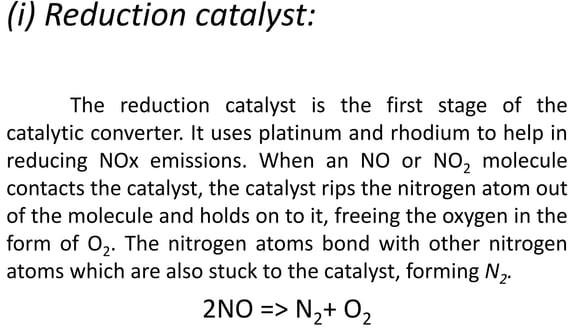 (i) Reduction catalyst:
The reduction catalyst is the first stage of the
catalytic converter. It uses platinum and rhodium to help in
reducing NOx emissions. When an NO or NO₂ molecule
contacts the catalyst, the catalyst rips the nitrogen atom out
of the molecule and holds on to it, freeing the oxygen in the
form of O₂. The nitrogen atoms bond with other nitrogen
atoms which are also stuck to the catalyst, forming N₂.
2NO => N₂+ O₂